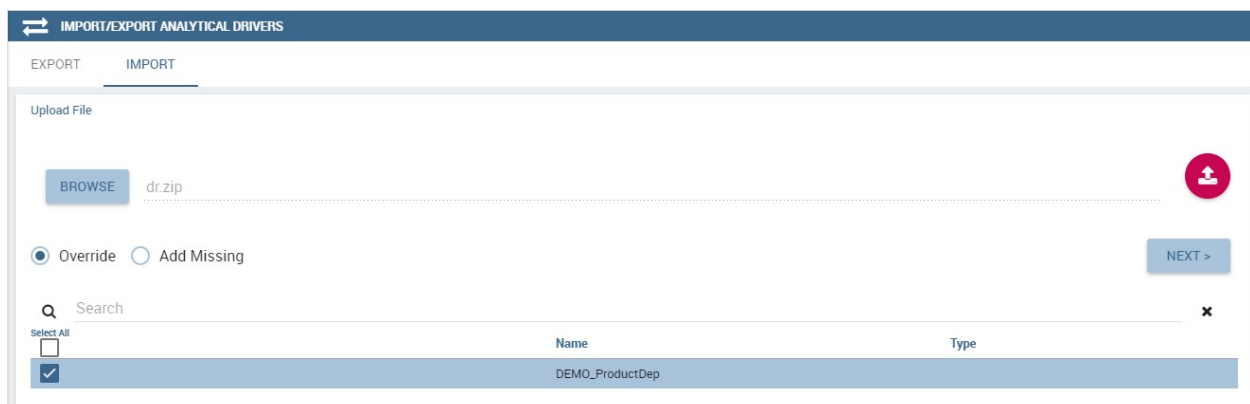 IMPORT/EXPORT ANALYTICAL DRIVERS
EXPORT IMPORT
Upload File
BROWSE dr.zip
Override Add Missing NEXT >
Search
Select All
Name Type
DEMO_ProductDep